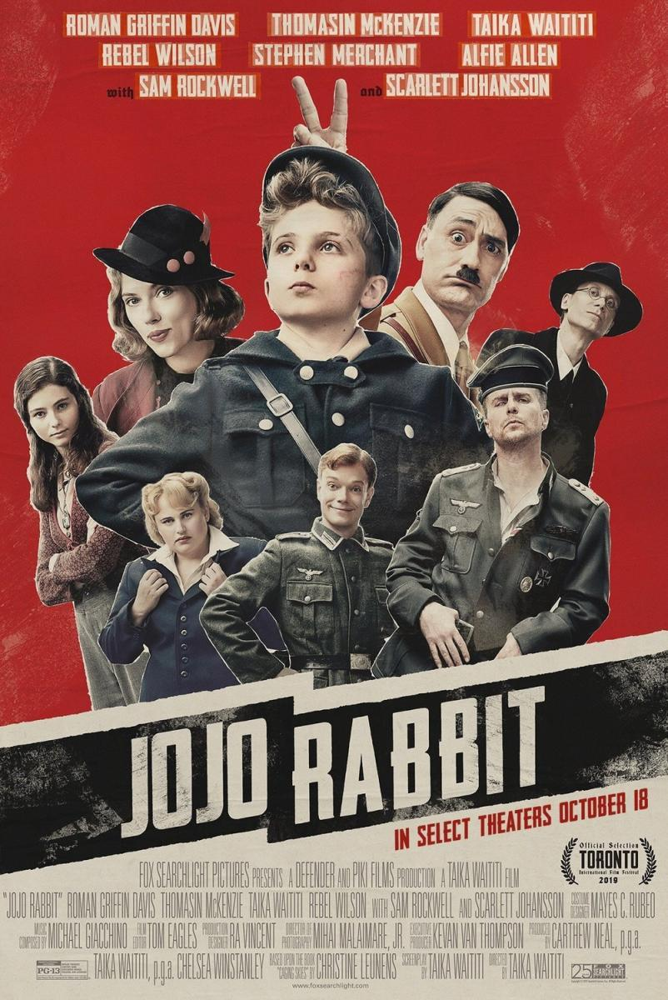 ROMAN GRIFFIN DAVIS THOMASIN McKENZIE TAIKA WAITITI
REBEL WILSON STEPHEN MERCHANT ALFIE ALLEN
with SAM ROCKWELL and SCARLETT JOHANSSON
JOJO RABBIT
IN SELECT THEATERS OCTOBER 18
Official Selection
TORONTO
International Film Festival
2019
FOX SEARCHLIGHT PICTURES PRESENTS A DEFENDER AND PIKI FILMS PRODUCTION A TAIKA WAITITI FILM
"JOJO RABBIT" ROMAN GRIFFIN DAVIS THOMASIN McKENZIE TAIKA WAITITI REBEL WILSON WITH SAM ROCKWELL AND SCARLETT JOHANSSON COSTUME DESIGNER MAYES C. RUBEO
MUSIC COMPOSED BY MICHAEL GIACCHINO FILM EDITOR TOM EAGLES PRODUCTION DESIGNER RA VINCENT DIRECTOR OF PHOTOGRAPHY MIHAI MALAIMARE, JR. EXECUTIVE PRODUCER KEVAN VAN THOMPSON PRODUCED BY CARTHEW NEAL, p.g.a.
PG-13 TAIKA WAITITI, p.g.a. CHELSEA WINSTANLEY BASED UPON THE BOOK "CAGING SKIES" BY CHRISTINE LEUNENS SCREENPLAY BY TAIKA WAITITI DIRECTED BY TAIKA WAITITI 25 FOX SEARCHLIGHT PICTURES
www.foxsearchlight.com